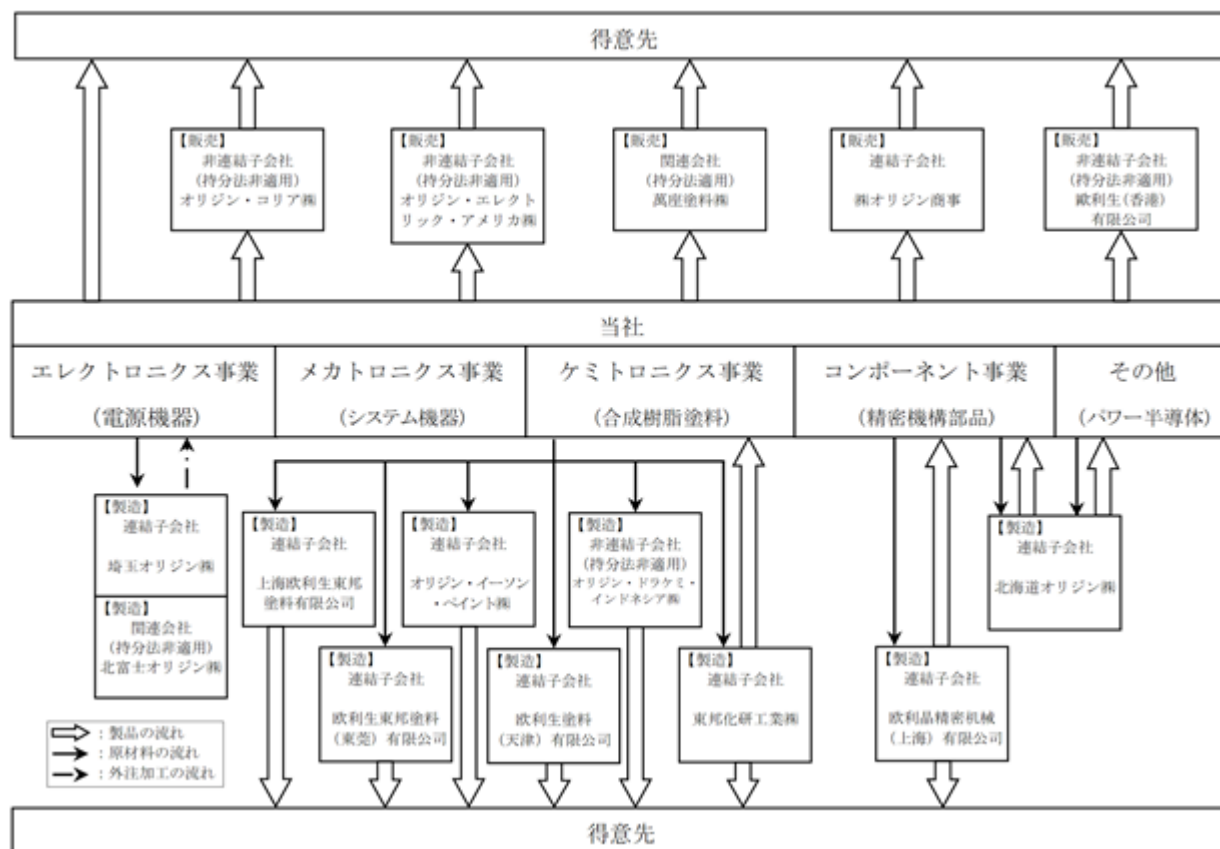 得意先
【販売】
非連結子会社
(持分法非適用)
オリジン・コリア㈱
【販売】
非連結子会社
(持分法非適用)
オリジン・エレクト
リック・アメリカ㈱
【販売】
関連会社
(持分法適用)
萬座塗料㈱
【販売】
連結子会社
㈱オリジン商事
【販売】
非連結子会社
(持分法非適用)
歐利生(香港)
有限公司
当社
エレクトロニクス事業
(電源機器)
メカトロニクス事業
(システム機器)
ケミトロニクス事業
(合成樹脂塗料)
コンポーネント事業
(精密機構部品)
その他
(パワー半導体)
【製造】
連結子会社
埼玉オリジン㈱
【製造】
関連会社
(持分法非適用)
北富士オリジン㈱
【製造】
連結子会社
上海欧利生東邦
塗料有限公司
【製造】
連結子会社
オリジン・イーソン
・ペイント㈱
【製造】
非連結子会社
(持分法非適用)
オリジン・ドラケミ・
インドネシア㈱
【製造】
連結子会社
北海道オリジン㈱
【製造】
連結子会社
欧利生東邦塗料
(東莞)有限公司
【製造】
連結子会社
欧利生塗料
(天津)有限公司
【製造】
連結子会社
東邦化研工業㈱
【製造】
連結子会社
欧利晶精密机械
(上海)有限公司
：製品の流れ
：原材料の流れ
：外注加工の流れ
得意先